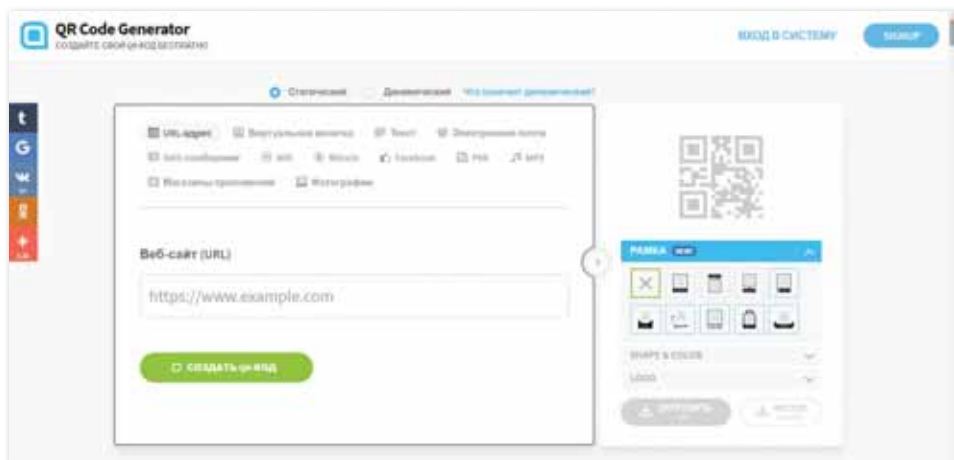 QR Code Generator
СОЗДАЙТЕ СВОЙ QR-КОД БЕСПЛАТНО
ВХОД В СИСТЕМУ
SIGNUP
Статический Динамический Что означает динамический?
URL-адрес Виртуальная визитка Текст Электронная почта
SMS-сообщение WiFi Bitcoin Facebook PDF MP3
Магазины приложений Фотографии
Веб-сайт (URL)
https://www.example.com
СОЗДАТЬ QR-КОД
РАМКА NEW!
SHAPE & COLOR
LOGO